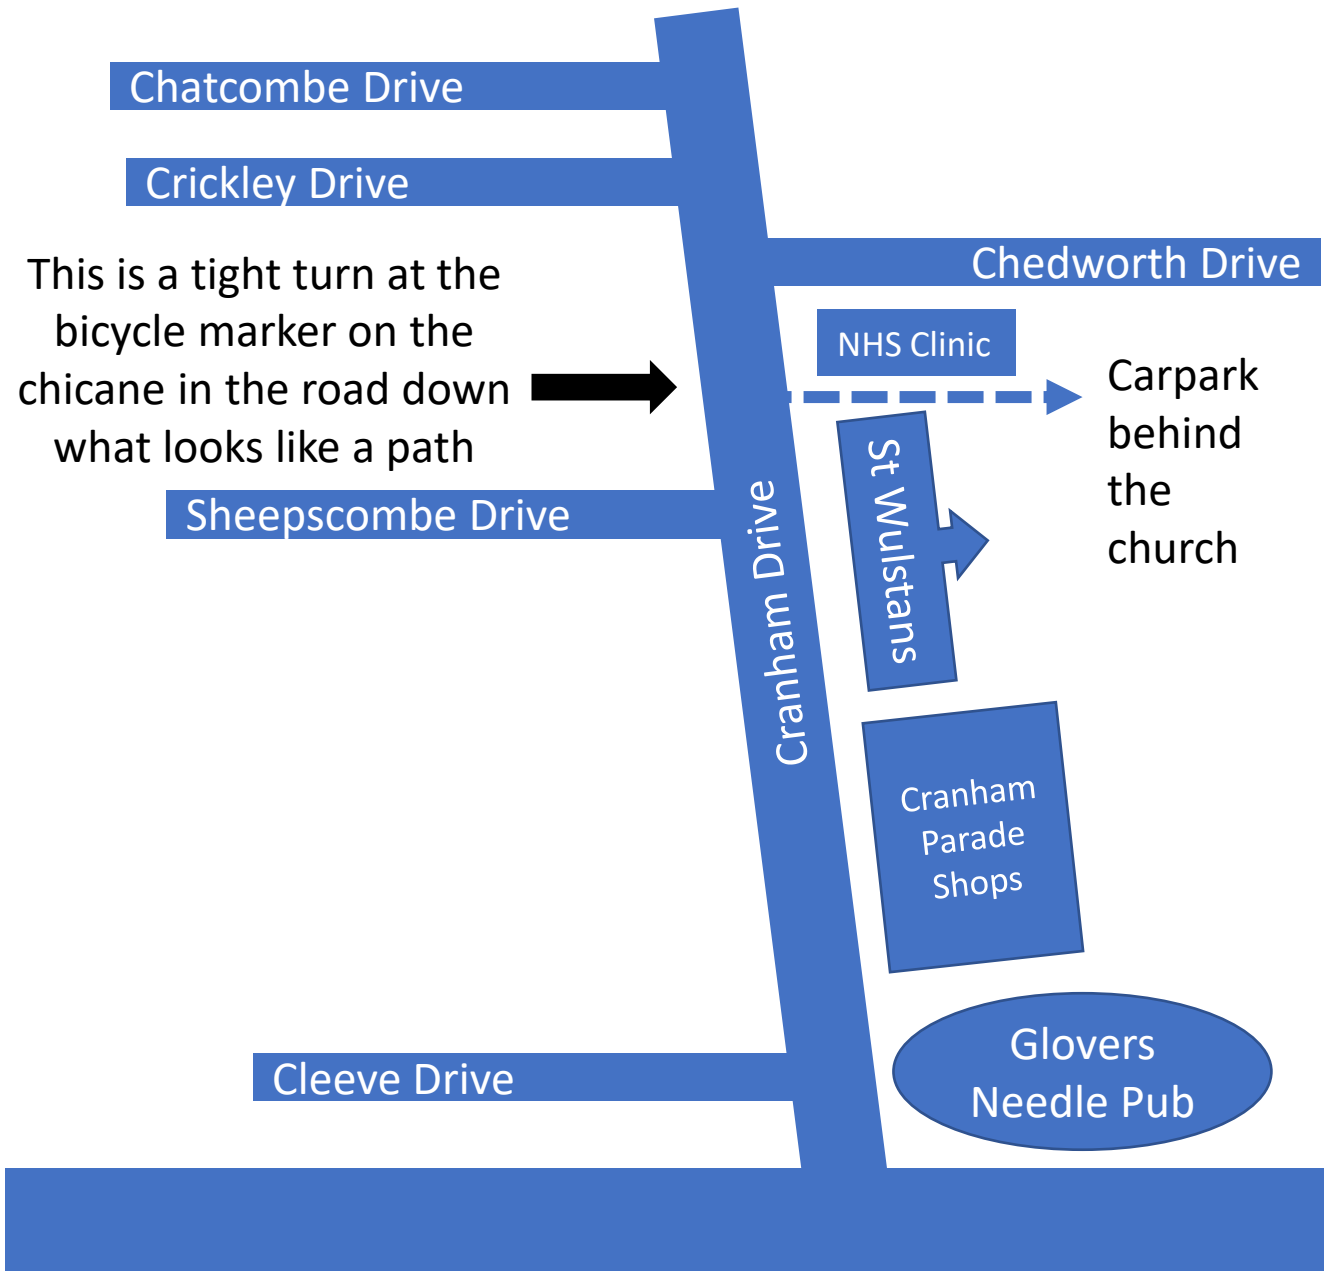 Chatcombe Drive
Crickley Drive
Chedworth Drive
This is a tight turn at the
bicycle marker on the
chicane in the road down
what looks like a path
NHS Clinic
Carpark
behind
the
church
St Wulstans
Sheepscombe Drive
Cranham Drive
Cranham
Parade
Shops
Glovers
Needle Pub
Cleeve Drive